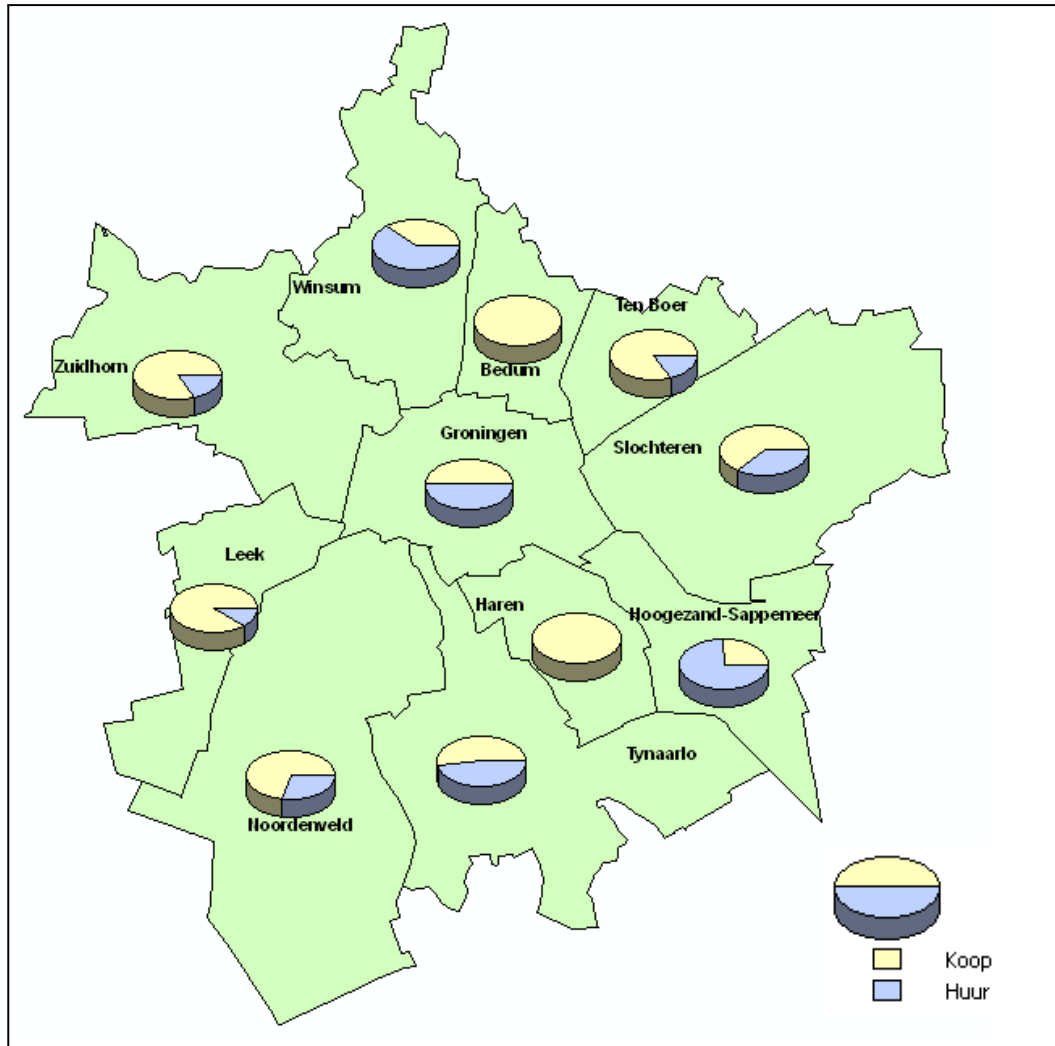 Winsum
Ten Boer
Zuidhorn
Bedum
Groningen
Slochteren
Leek
Haren
Hoogezand-Sappemeer
Tynaarlo
Noordenveld
Koop
Huur